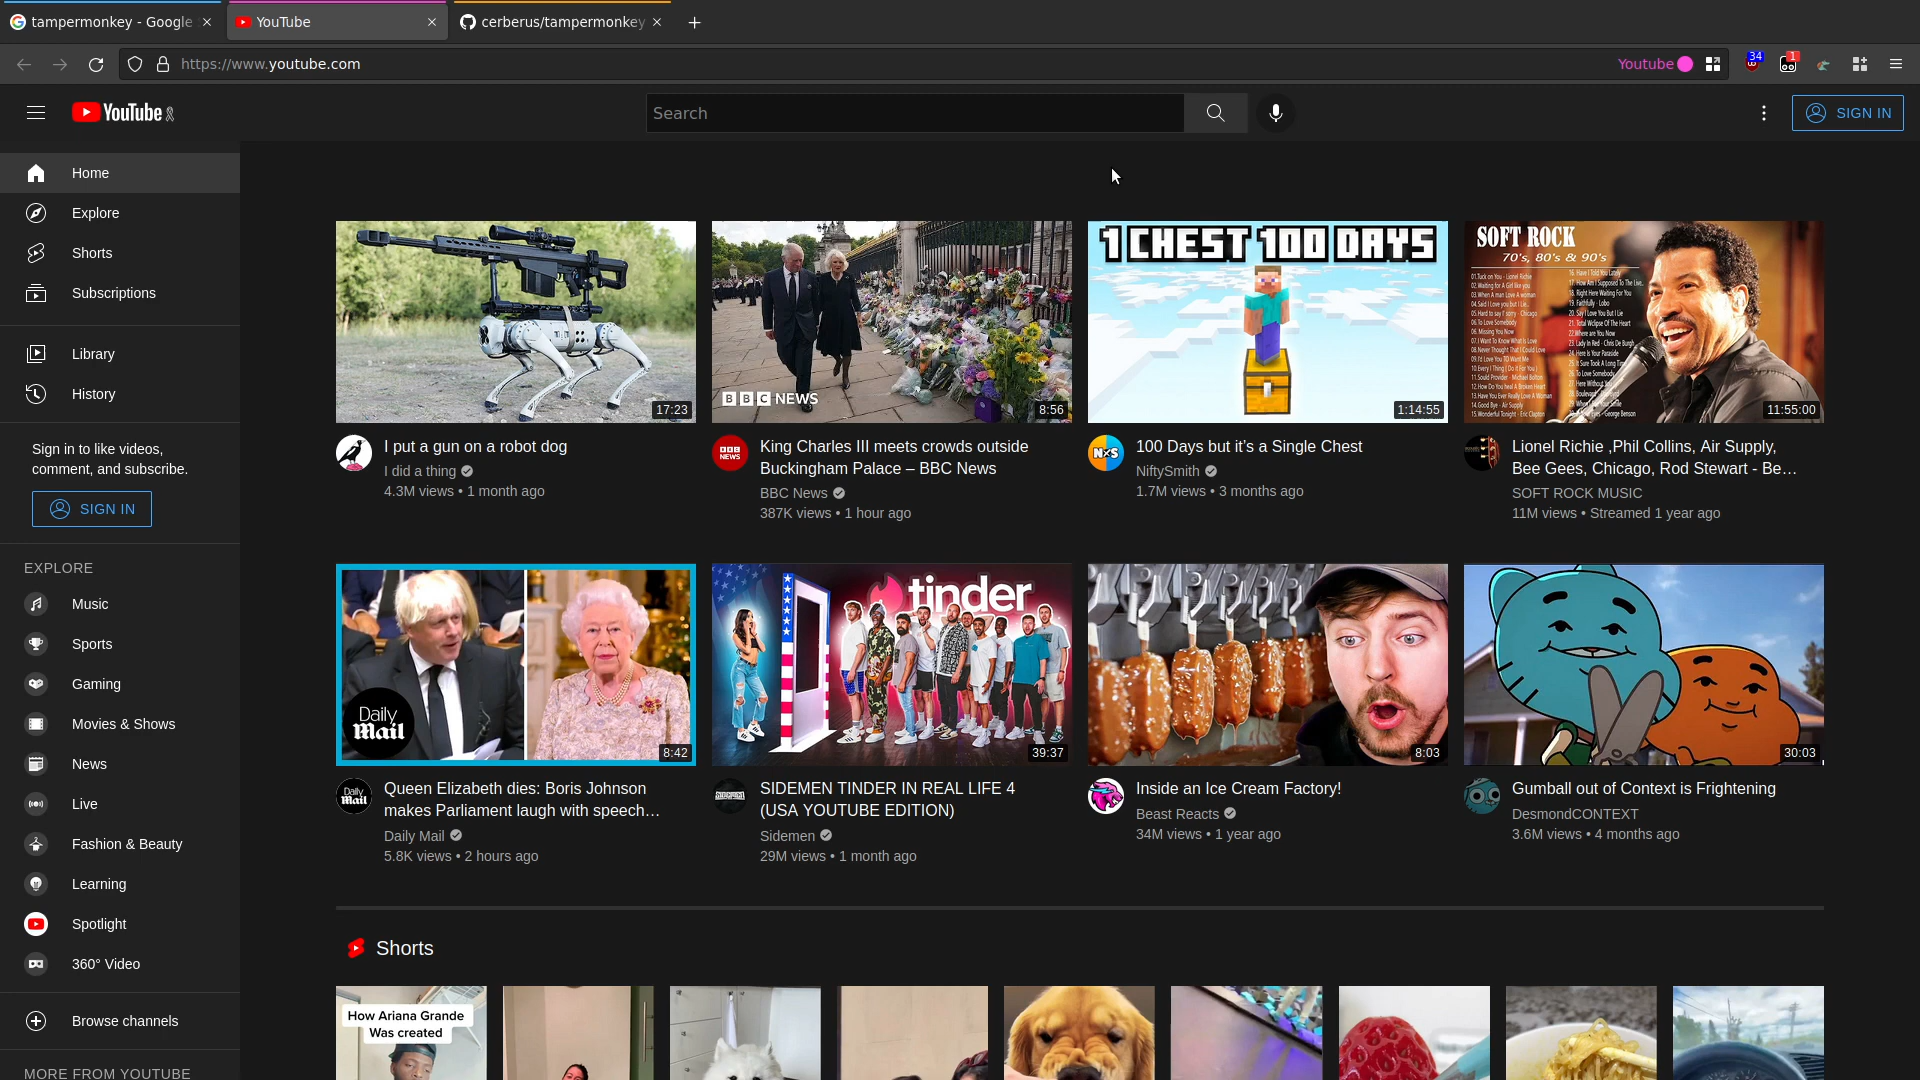 tampermonkey - Google
YouTube
cerberus/tampermonkey
https://www.youtube.com
Youtube
34
1
YouTube
Search
SIGN IN
Home
Explore
Shorts
Subscriptions
Library
History
Sign in to like videos,
comment, and subscribe.
SIGN IN
EXPLORE
Music
Sports
Gaming
Movies & Shows
News
Live
Fashion & Beauty
Learning
Spotlight
360° Video
Browse channels
MORE FROM YOUTUBE
17:23
I put a gun on a robot dog
I did a thing
4.3M views • 1 month ago
BBC NEWS
8:56
BBC
NEWS
King Charles III meets crowds outside
Buckingham Palace – BBC News
BBC News
387K views • 1 hour ago
1 CHEST 100 DAYS
1:14:55
NXS
100 Days but it’s a Single Chest
NiftySmith
1.7M views • 3 months ago
SOFT ROCK
70's, 80's & 90's
11:55:00
Lionel Richie ,Phil Collins, Air Supply,
Bee Gees, Chicago, Rod Stewart - Be…
SOFT ROCK MUSIC
11M views • Streamed 1 year ago
Daily
Mail
8:42
Daily
Mail
Queen Elizabeth dies: Boris Johnson
makes Parliament laugh with speech…
Daily Mail
5.8K views • 2 hours ago
tinder
39:37
SIDEMEN
SIDEMEN TINDER IN REAL LIFE 4
(USA YOUTUBE EDITION)
Sidemen
29M views • 1 month ago
8:03
Inside an Ice Cream Factory!
Beast Reacts
34M views • 1 year ago
30:03
Gumball out of Context is Frightening
DesmondCONTEXT
3.6M views • 4 months ago
Shorts
How Ariana Grande
Was created